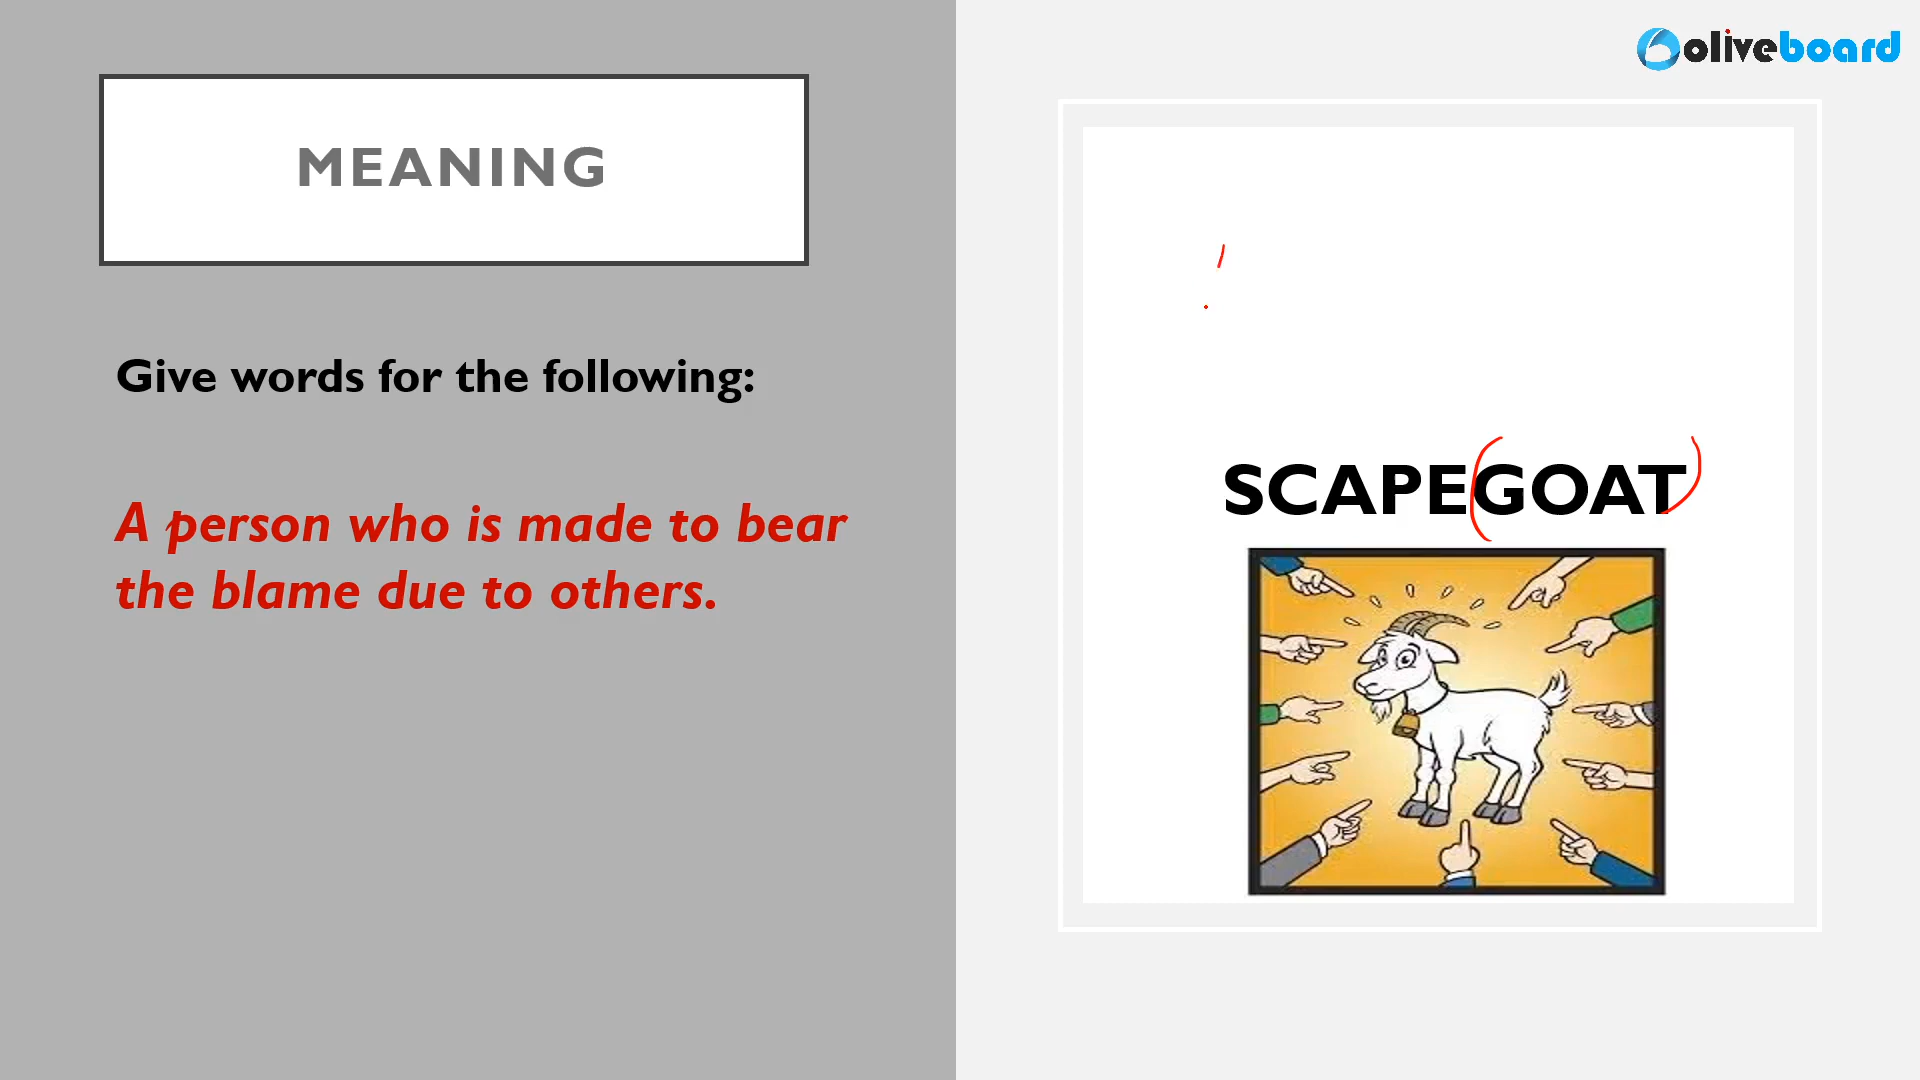 MEANING
Give words for the following:
A person who is made to bear
the blame due to others.
oliveboard
SCAPEGOAT